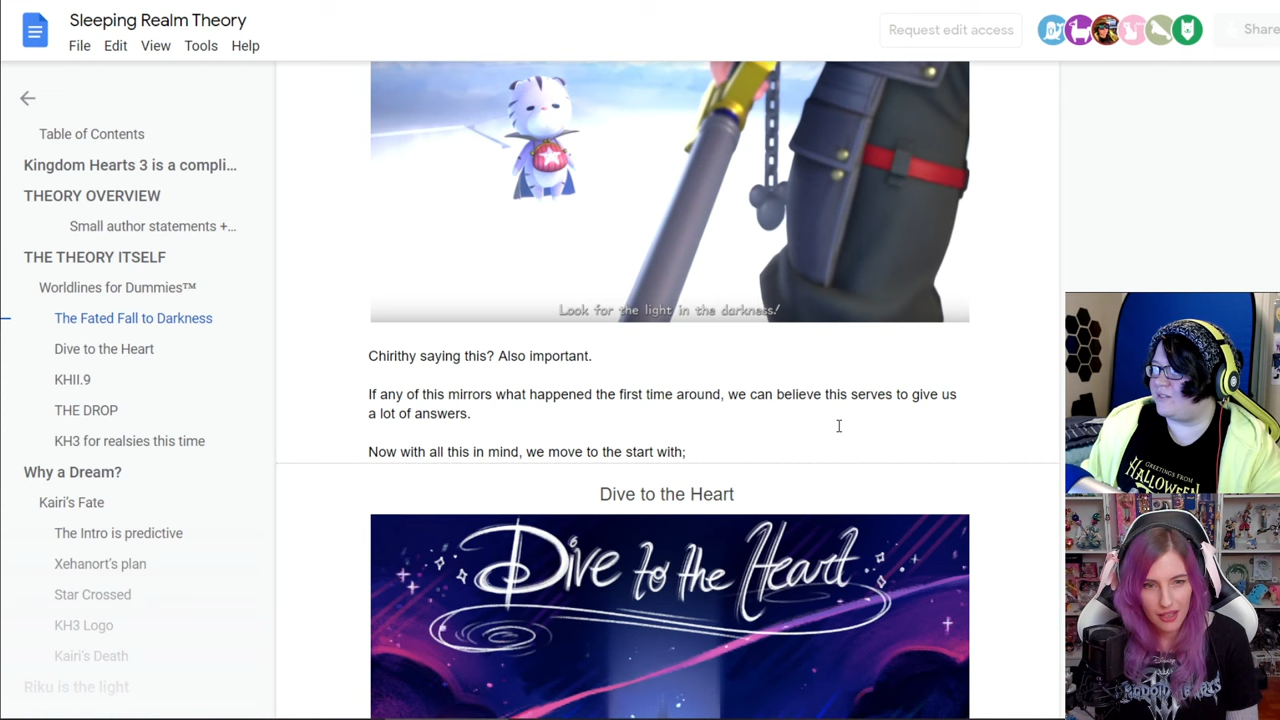 Sleeping Realm Theory
File Edit View Tools Help
Request edit access
Share
Table of Contents
Kingdom Hearts 3 is a compli...
THEORY OVERVIEW
Small author statements +...
THE THEORY ITSELF
Worldlines for Dummies™
The Fated Fall to Darkness
Dive to the Heart
KHII.9
THE DROP
KH3 for realsies this time
Why a Dream?
Kairi's Fate
The Intro is predictive
Xehanort's plan
Star Crossed
KH3 Logo
Kairi's Death
Riku is the light
Look for the light in the darkness!
Chirithy saying this? Also important.
If any of this mirrors what happened the first time around, we can believe this serves to give us
a lot of answers.
Now with all this in mind, we move to the start with;
Dive to the Heart
Dive to the Heart
GREETINGS FROM
HALLOWEEN
Disney
KINGDOM HEARTS